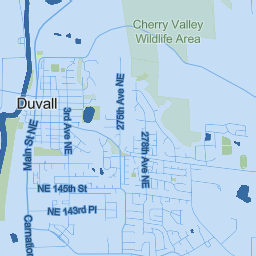 Cherry Valley
Wildlife Area
Duvall
3rd Ave NE
275th Ave NE
278th Ave NE
Main St NE
NE 145th St
NE 143rd Pl
Carnation